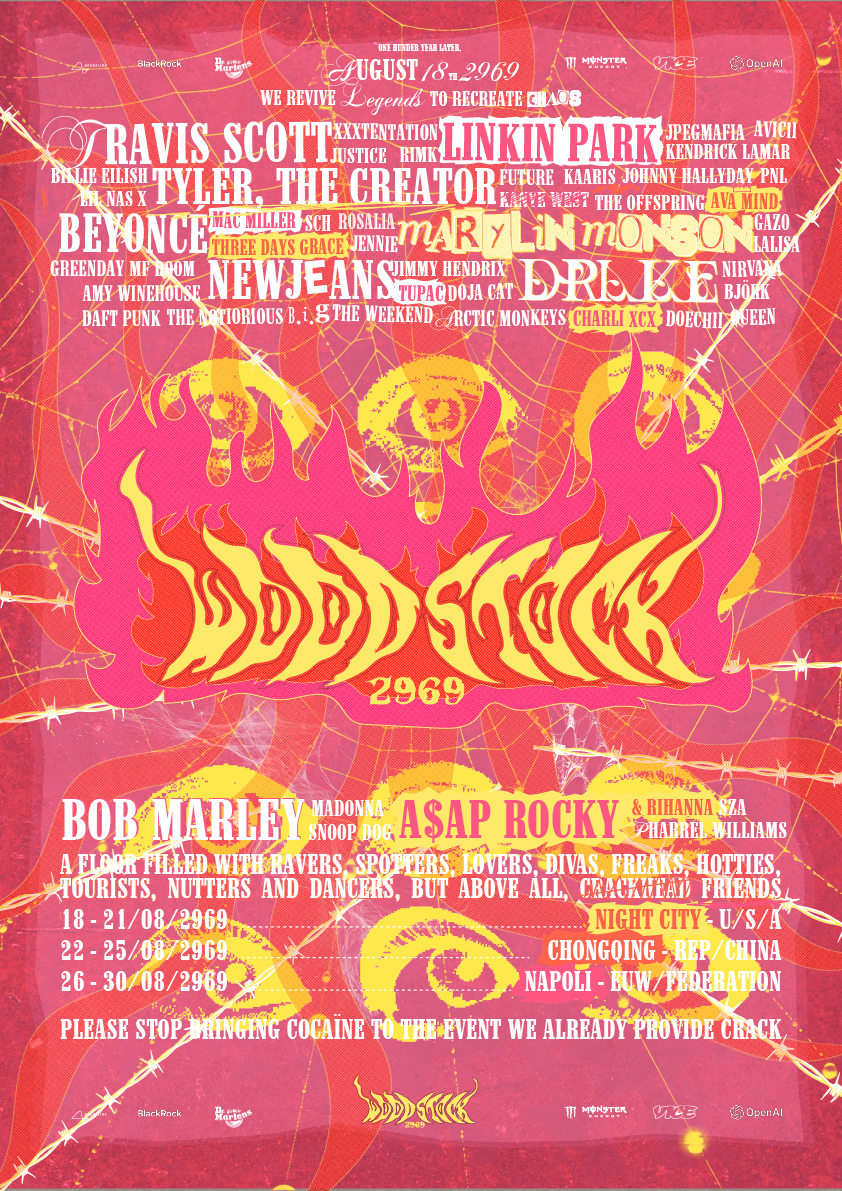 "ONE HUNDER YEAR LATER,
BlackRock Dr. Martens AUGUST 18TH 2969 MONSTER ENERGY VICE OpenAI
WE REVIVE Legends TO RECREATE CHAOS
TRAVIS SCOTT XXXTENTATION LINKIN PARK JPEGMAFIA AVICII
JUSTICE RIMK KENDRICK LAMAR
BILLIE EILISH TYLER, THE CREATOR FUTURE KAARIS JOHNNY HALLYDAY PNL
LIL NAS X KANYE WEST THE OFFSPRING AVA MIND
BEYONCE MAC MILLER SCH ROSALIA MARYLIN MONSON GAZO
THREE DAYS GRACE JENNIE LALISA
GREENDAY MF DOOM NEWJEANS JIMMY HENDRIX DRAKE NIRVANA
AMY WINEHOUSE TUPAC DOJA CAT BJÖRK
DAFT PUNK THE NOTIORIOUS B.i.g THE WEEKEND ARCTIC MONKEYS CHARLI XCX DOECHII QUEEN
WOODSTOCK
2969
BOB MARLEY MADONNA A$AP ROCKY & RIHANNA SZA
SNOOP DOG PHARREL WILLIAMS
A FLOOR FILLED WITH RAVERS, SPOTTERS, LOVERS, DIVAS, FREAKS, HOTTIES,
TOURISTS, NUTTERS AND DANCERS, BUT ABOVE ALL, FRIENDS
18 - 21/08/2969 NIGHT CITY - U/S/A
22 - 25/08/2969 CHONGQING - REP/CHINA
26 - 30/08/2969 NAPOLI - EUW/FEDERATION
PLEASE STOP BRINGING COCAÏNE TO THE EVENT WE ALREADY PROVIDE CRACK
WOODSTOCK
2969
BlackRock Dr. Martens MONSTER ENERGY VICE OpenAI